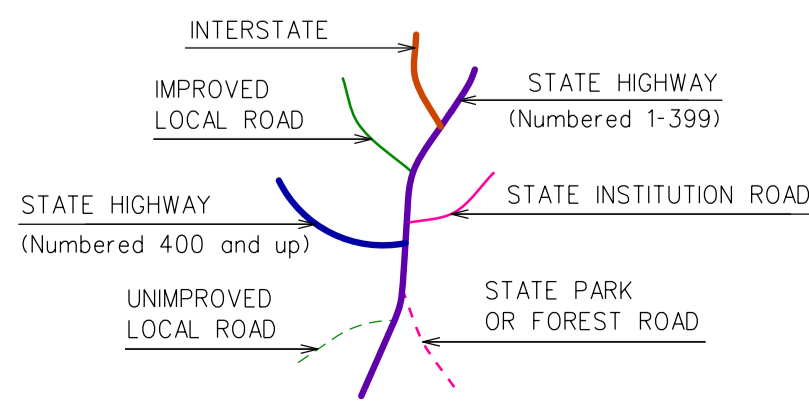 INTERSTATE
STATE HIGHWAY
(Numbered 1-399)
IMPROVED
LOCAL ROAD
STATE INSTITUTION ROAD
STATE HIGHWAY
(Numbered 400 and up)
UNIMPROVED
LOCAL ROAD
STATE PARK
OR FOREST ROAD